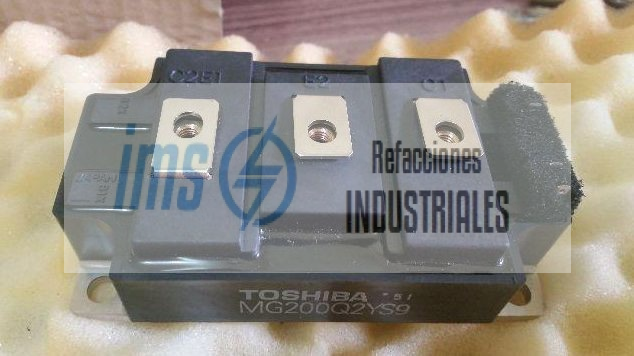 C2E1 E2 C1
ims Refacciones
INDUSTRIALES
TOSHIBA
MG200Q2YS9